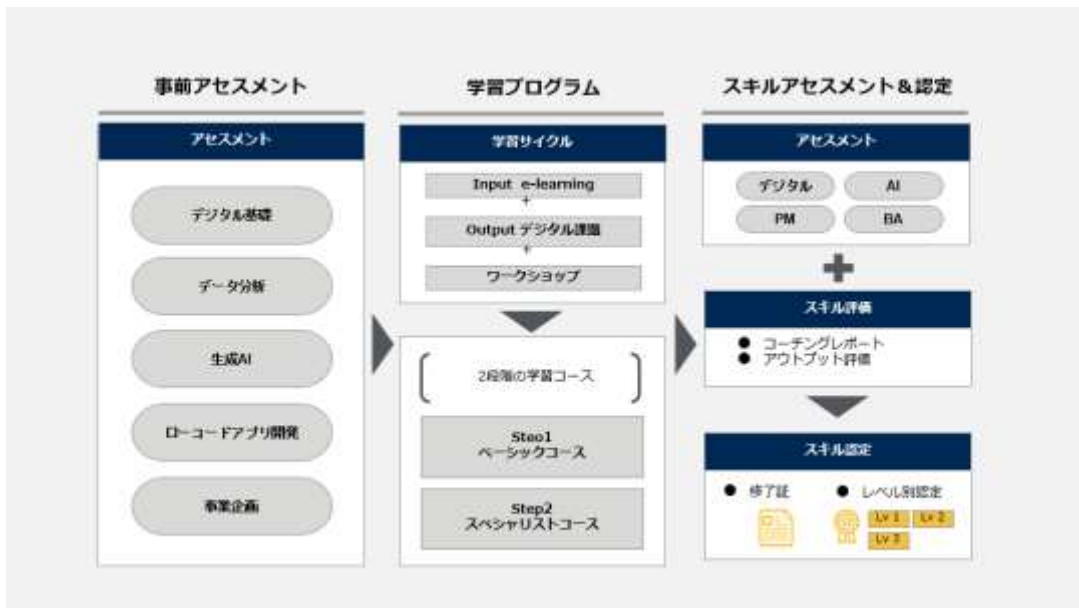 事前アセスメント
アセスメント
デジタル基礎
データ分析
生成AI
ローコードアプリ開発
事業企画
学習プログラム
学習サイクル
Input e-learning
+
Output デジタル課題
+
ワークショップ
2段階の学習コース
Step1
ベーシックコース
Step2
スペシャリストコース
スキルアセスメント&認定
アセスメント
デジタル AI
PM BA
スキル評価
● コーチングレポート
● アウトプット評価
スキル認定
● 修了証 ● レベル別認定
Lv 1 Lv 2
Lv 3